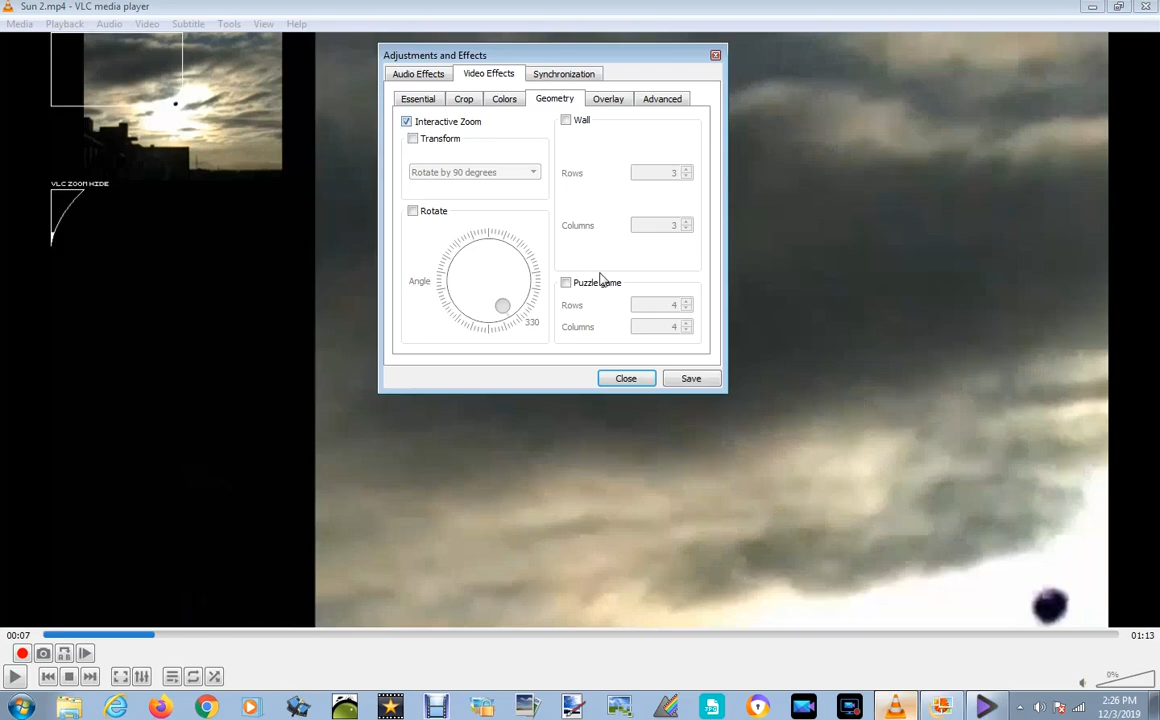 Sun 2.mp4 - VLC media player
Media Playback Audio Video Subtitle Tools View Help
Adjustments and Effects
Audio Effects Video Effects Synchronization
Essential Crop Colors Geometry Overlay Advanced
Interactive Zoom
Wall
Transform
Rotate by 90 degrees
Rows 3
VLC ZOOM HIDE
Rotate
Columns 3
Angle
330
Rows 4
Columns 4
Close Save
00:07 01:13
0%
JPG
2:26 PM
12/3/2019